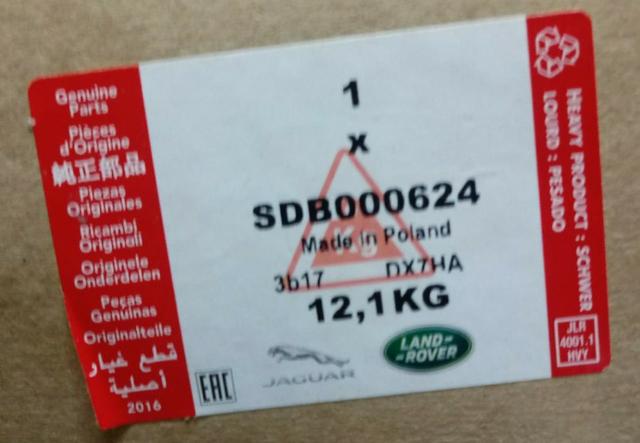 Genuine
Parts
Pièces
d'Origine
純正部品
Piezas
Originales
Ricambi
Originali
Originele
Onderdelen
Peças
Genuínas
Originalteile
قطع غيار
أصلية
2016
1
x
SDB000624
Kg
Made in Poland
3b17 DX7HA
12,1KG
EAC
JAGUAR
LAND-
-ROVER
HEAVY PRODUCT : SCHWER
LOURD : PESADO
JLR
4001.1
HVY